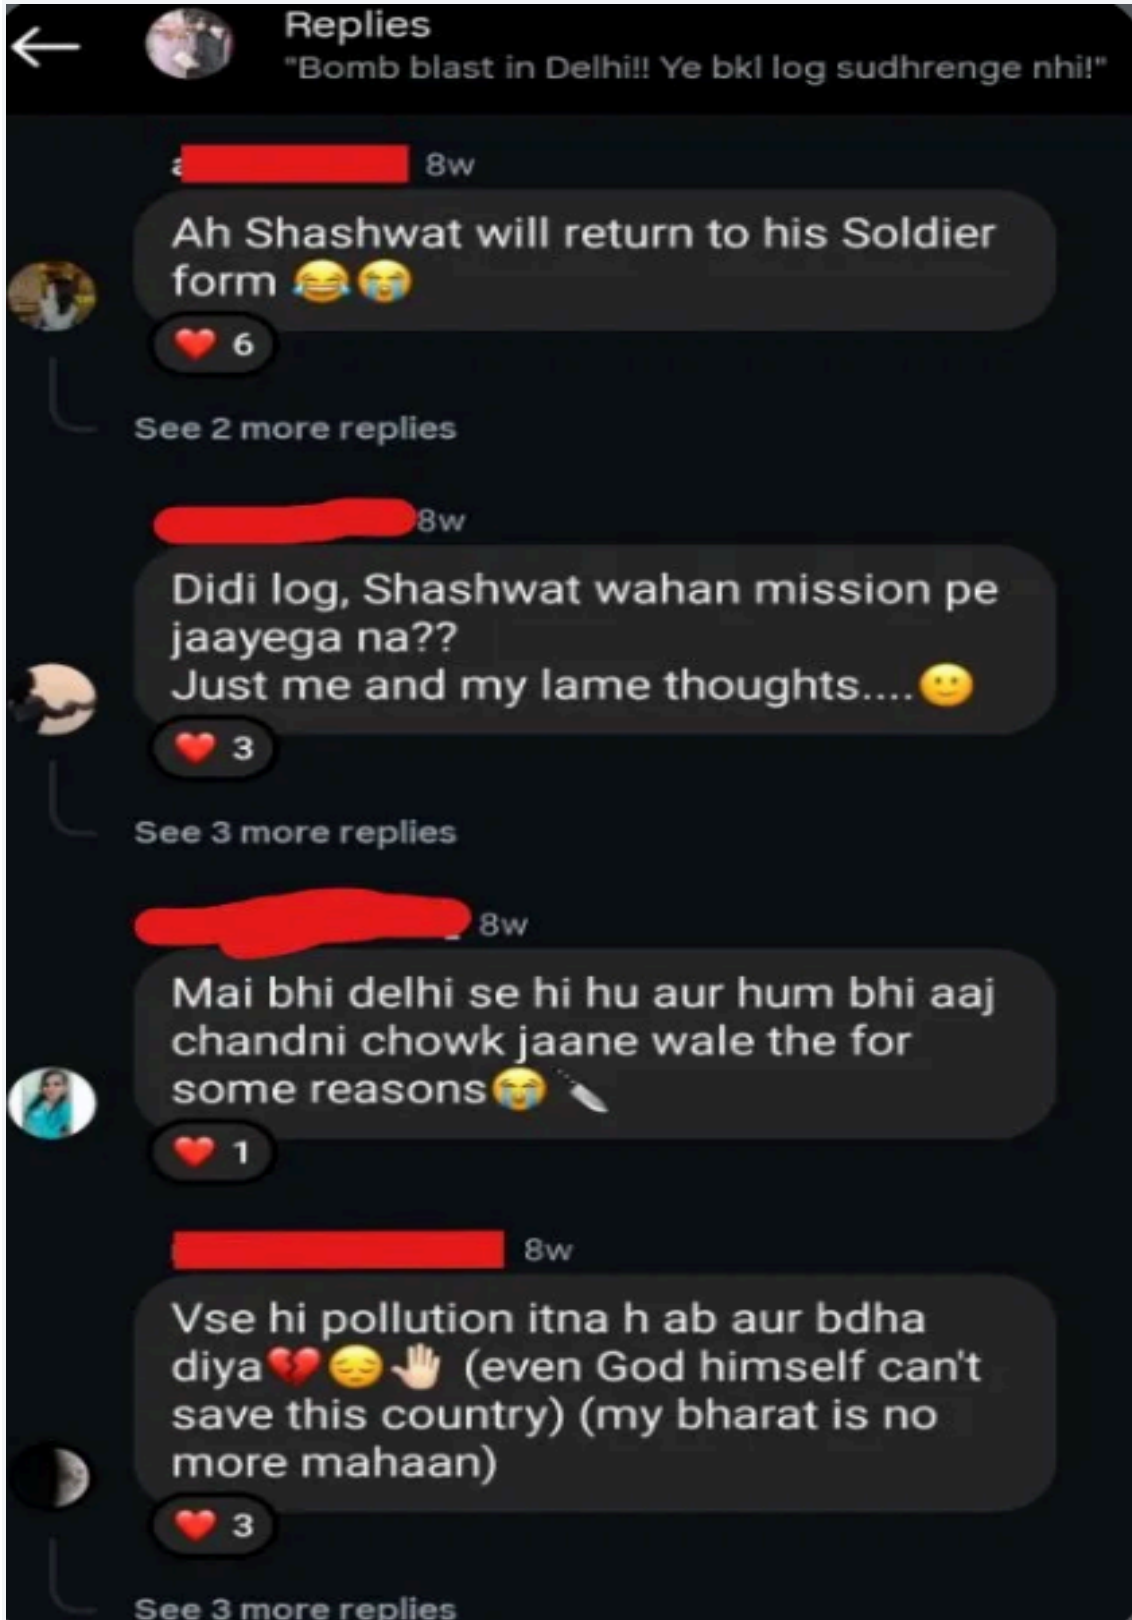 Replies
"Bomb blast in Delhi!! Ye bkl log sudhrenge nhi!"
8w
Ah Shashwat will return to his Soldier
form 😂😭
❤️ 6
See 2 more replies
8w
Didi log, Shashwat wahan mission pe
jaayega na??
Just me and my lame thoughts....🙂
❤️ 3
See 3 more replies
8w
Mai bhi delhi se hi hu aur hum bhi aaj
chandni chowk jaane wale the for
some reasons😭🔪
❤️ 1
8w
Vse hi pollution itna h ab aur bdha
diya💔😔🤚🏻 (even God himself can't
save this country) (my bharat is no
more mahaan)
❤️ 3
See 3 more replies